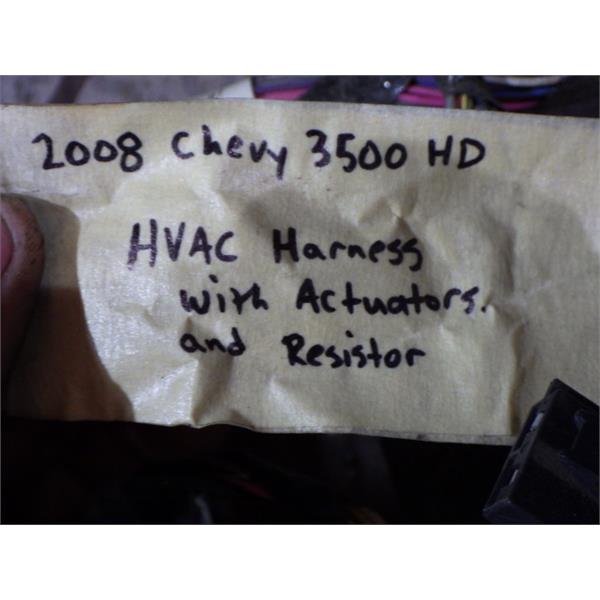 2008 Chevy 3500 HD
HVAC Harness
with Actuators.
and Resistor